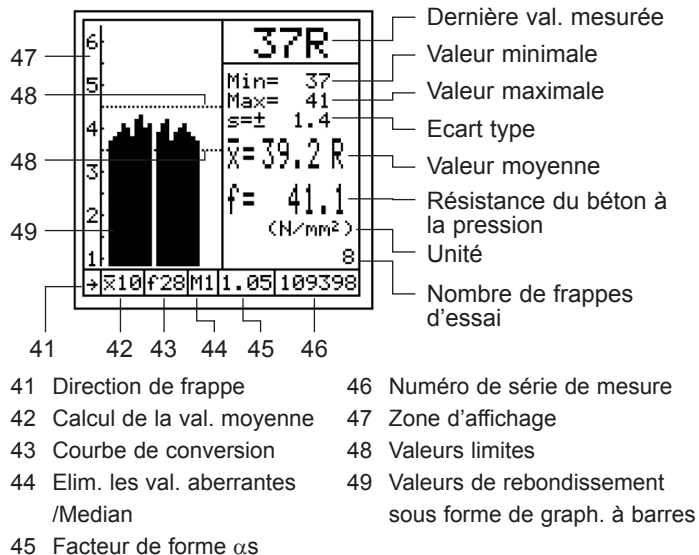 37R
Min= 37
Max= 41
s=± 1.4
x̄=39.2 R
f= 41.1
(N/mm²)
8
6
5
4
3
2
1
→ x̄10 f28 M1 1.05 109398
Dernière val. mesurée
Valeur minimale
Valeur maximale
Ecart type
Valeur moyenne
Résistance du béton à
la pression
Unité
Nombre de frappes
d'essai
47
48
48
49
41 42 43 44 45 46
41 Direction de frappe
42 Calcul de la val. moyenne
43 Courbe de conversion
44 Elim. les val. aberrantes
/Median
45 Facteur de forme αs
46 Numéro de série de mesure
47 Zone d'affichage
48 Valeurs limites
49 Valeurs de rebondissement
sous forme de graph. à barres